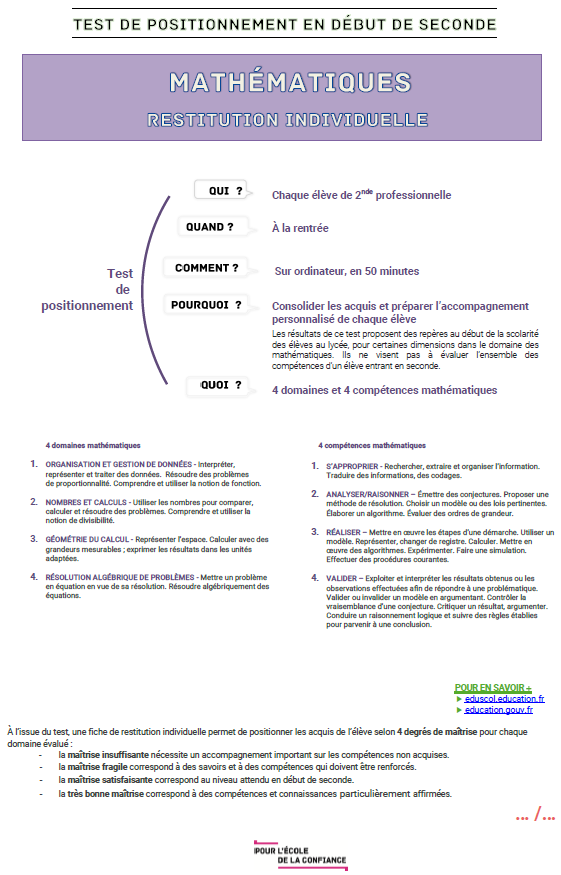 TEST DE POSITIONNEMENT EN DÉBUT DE SECONDE
MATHÉMATIQUES
RESTITUTION INDIVIDUELLE
Test
de
positionnement
QUI ?
Chaque élève de 2nde professionnelle
QUAND ?
À la rentrée
COMMENT ?
Sur ordinateur, en 50 minutes
POURQUOI ?
Consolider les acquis et préparer l'accompagnement
personnalisé de chaque élève
Les résultats de ce test proposent des repères au début de la scolarité
des élèves au lycée, pour certaines dimensions dans le domaine des
mathématiques. Ils ne visent pas à évaluer l'ensemble des
compétences d'un élève entrant en seconde.
QUOI ?
4 domaines et 4 compétences mathématiques
4 domaines mathématiques
1. ORGANISATION ET GESTION DE DONNÉES - Interpréter,
représenter et traiter des données. Résoudre des problèmes
de proportionnalité. Comprendre et utiliser la notion de fonction.
2. NOMBRES ET CALCULS - Utiliser les nombres pour comparer,
calculer et résoudre des problèmes. Comprendre et utiliser la
notion de divisibilité.
3. GÉOMÉTRIE DU CALCUL - Représenter l'espace. Calculer avec des
grandeurs mesurables ; exprimer les résultats dans les unités
adaptées.
4. RÉSOLUTION ALGÉBRIQUE DE PROBLÈMES - Mettre un problème
en équation en vue de sa résolution. Résoudre algébriquement des
équations.
4 compétences mathématiques
1. S'APPROPRIER - Rechercher, extraire et organiser l'information.
Traduire des informations, des codages.
2. ANALYSER/RAISONNER – Émettre des conjectures. Proposer une
méthode de résolution. Choisir un modèle ou des lois pertinentes.
Élaborer un algorithme. Évaluer des ordres de grandeur.
3. RÉALISER – Mettre en œuvre les étapes d'une démarche. Utiliser un
modèle. Représenter, changer de registre. Calculer. Mettre en
œuvre des algorithmes. Expérimenter. Faire une simulation.
Effectuer des procédures courantes.
4. VALIDER – Exploiter et interpréter les résultats obtenus ou les
observations effectuées afin de répondre à une problématique.
Valider ou invalider un modèle en argumentant. Contrôler la
vraisemblance d'une conjecture. Critiquer un résultat, argumenter.
Conduire un raisonnement logique et suivre des règles établies
pour parvenir à une conclusion.
POUR EN SAVOIR +
eduscol.education.fr
education.gouv.fr
À l'issue du test, une fiche de restitution individuelle permet de positionner les acquis de l'élève selon 4 degrés de maîtrise pour chaque
domaine évalué :
- la maîtrise insuffisante nécessite un accompagnement important sur les compétences non acquises.
- la maîtrise fragile correspond à des savoirs et à des compétences qui doivent être renforcés.
- la maîtrise satisfaisante correspond au niveau attendu en début de seconde.
- la très bonne maîtrise correspond à des compétences et connaissances particulièrement affirmées.
... /...
POUR L'ÉCOLE
DE LA CONFIANCE